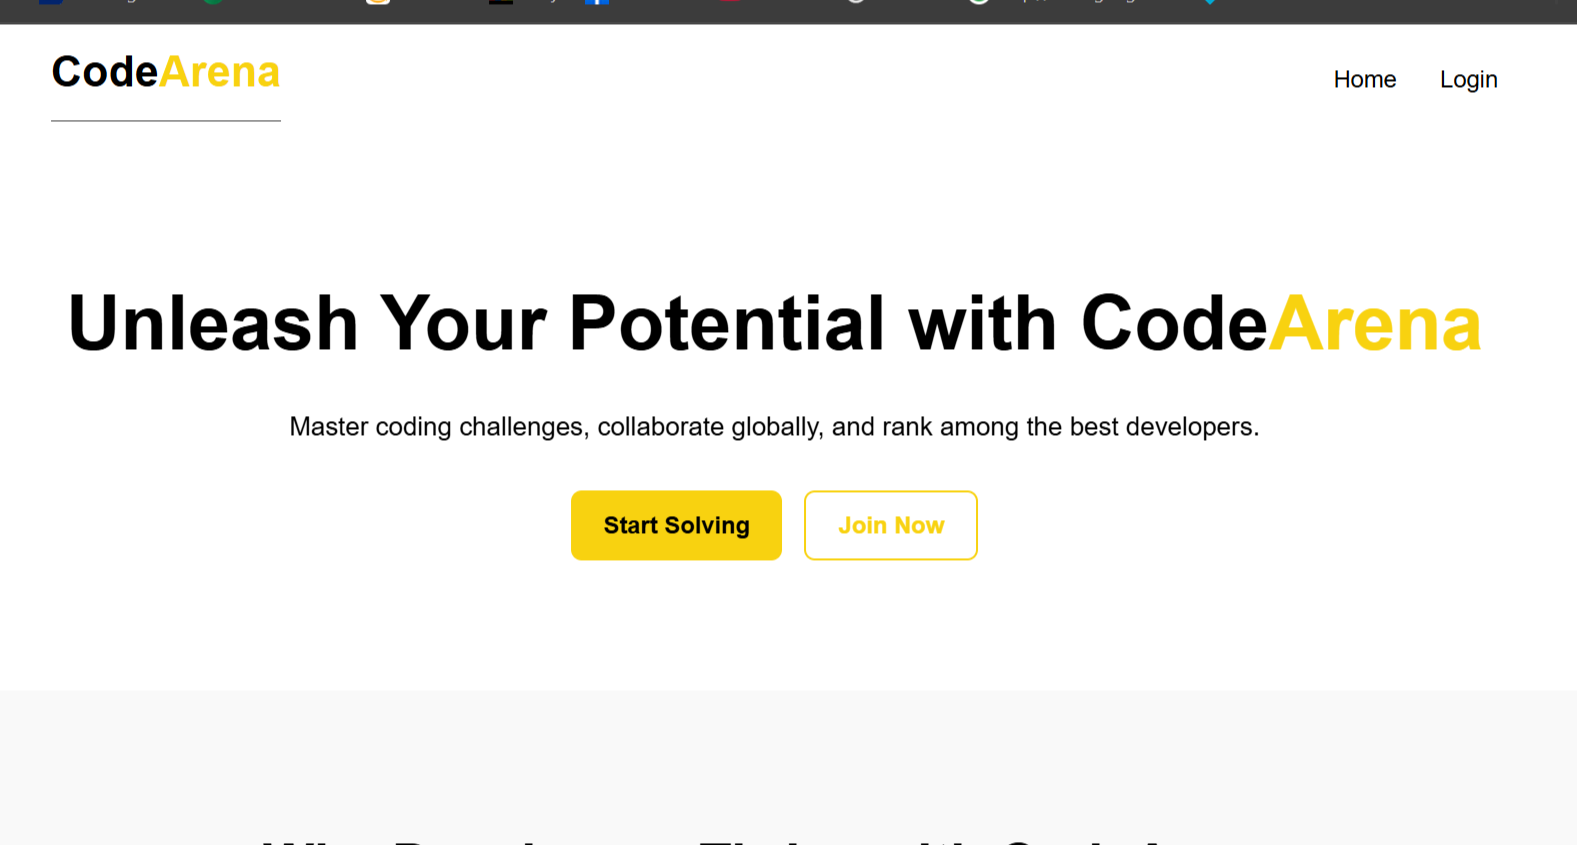 CodeArena
Home Login
Unleash Your Potential with CodeArena
Master coding challenges, collaborate globally, and rank among the best developers.
Start Solving Join Now